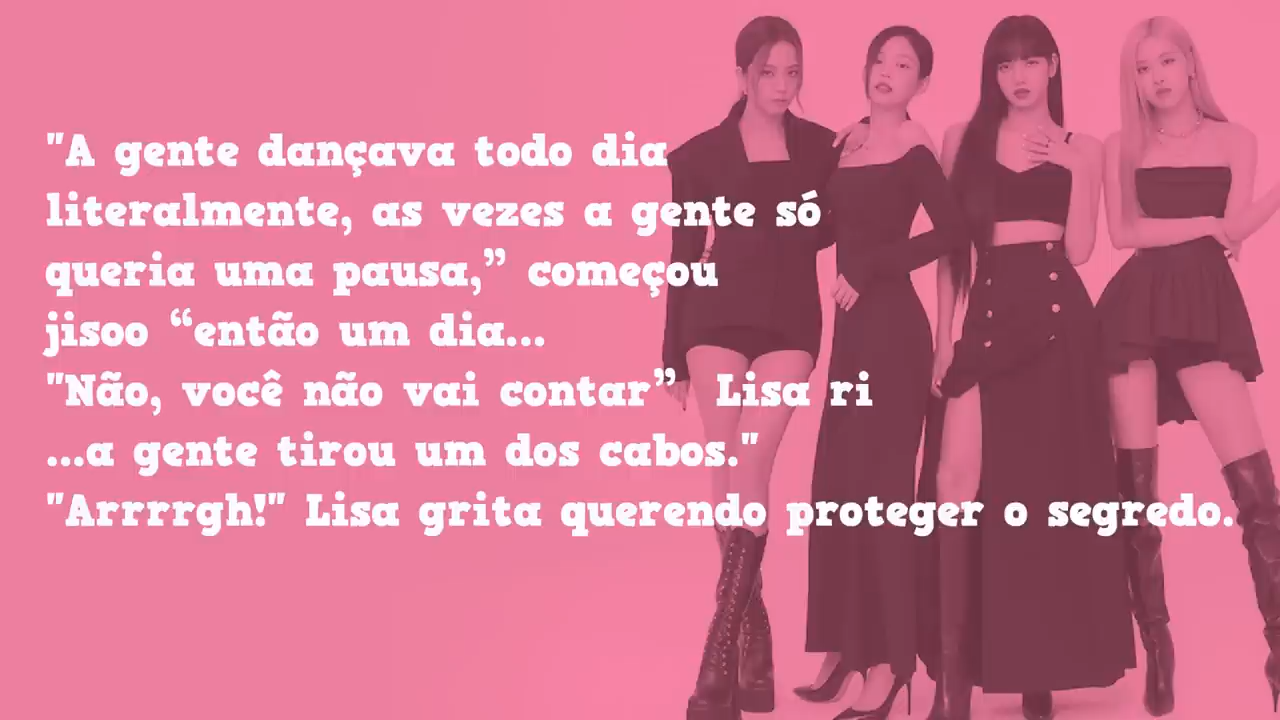 "A gente dançava todo dia
literalmente, as vezes a gente só
queria uma pausa,” começou
jisoo “então um dia...
"Não, você não vai contar” Lisa ri
...a gente tirou um dos cabos."
"Arrrrgh!" Lisa grita querendo proteger o segredo.